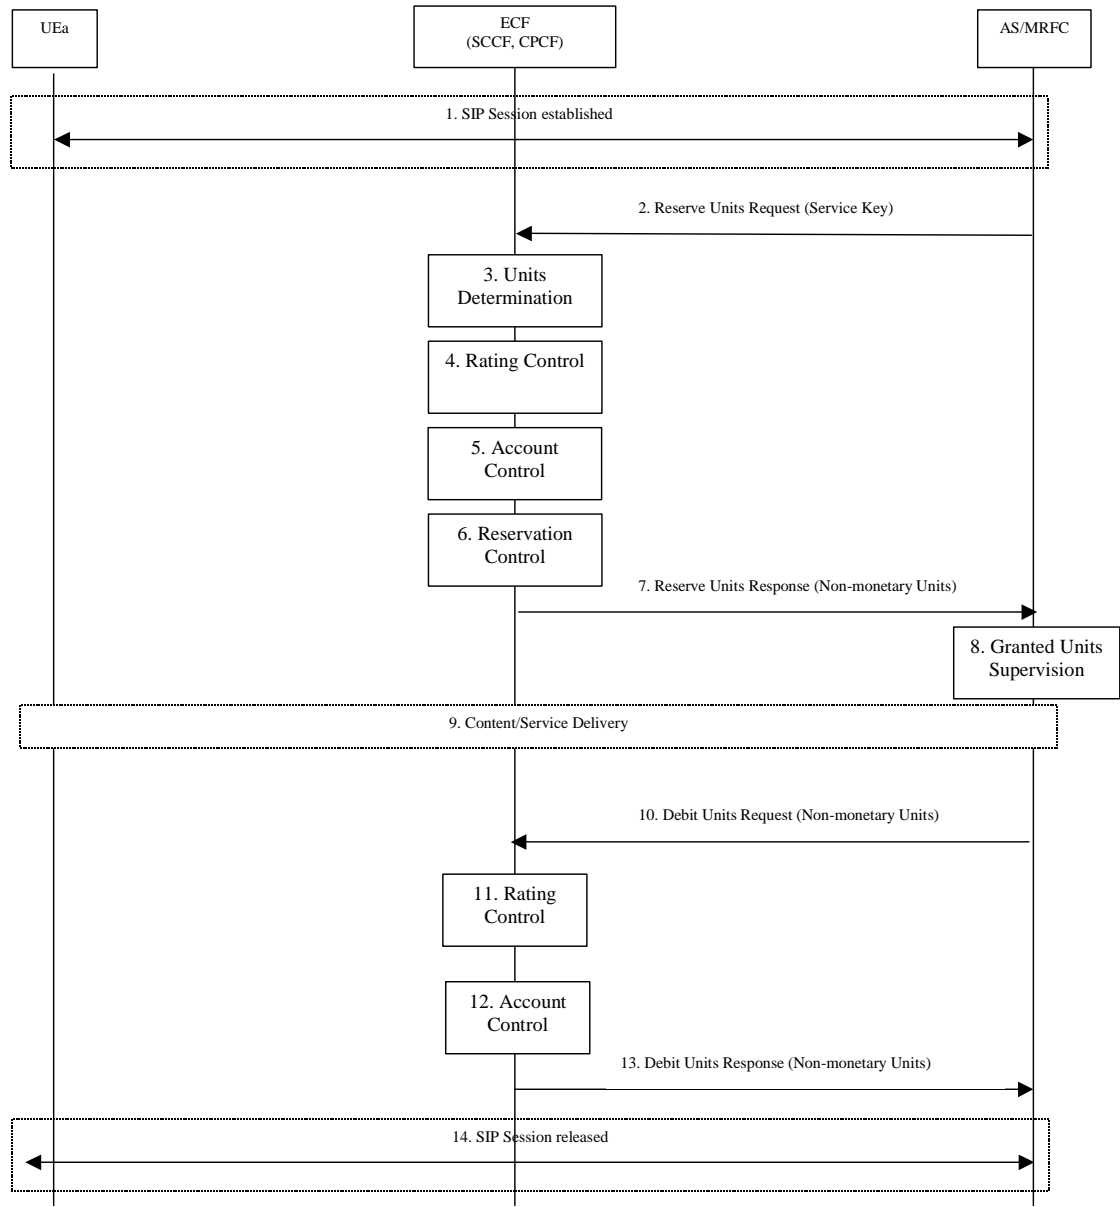 UEa
ECF
(SCCF, CPCF)
AS/MRFC
1. SIP Session established
2. Reserve Units Request (Service Key)
3. Units
Determination
4. Rating Control
5. Account
Control
6. Reservation
Control
7. Reserve Units Response (Non-monetary Units)
8. Granted Units
Supervision
9. Content/Service Delivery
10. Debit Units Request (Non-monetary Units)
11. Rating
Control
12. Account
Control
13. Debit Units Response (Non-monetary Units)
14. SIP Session released